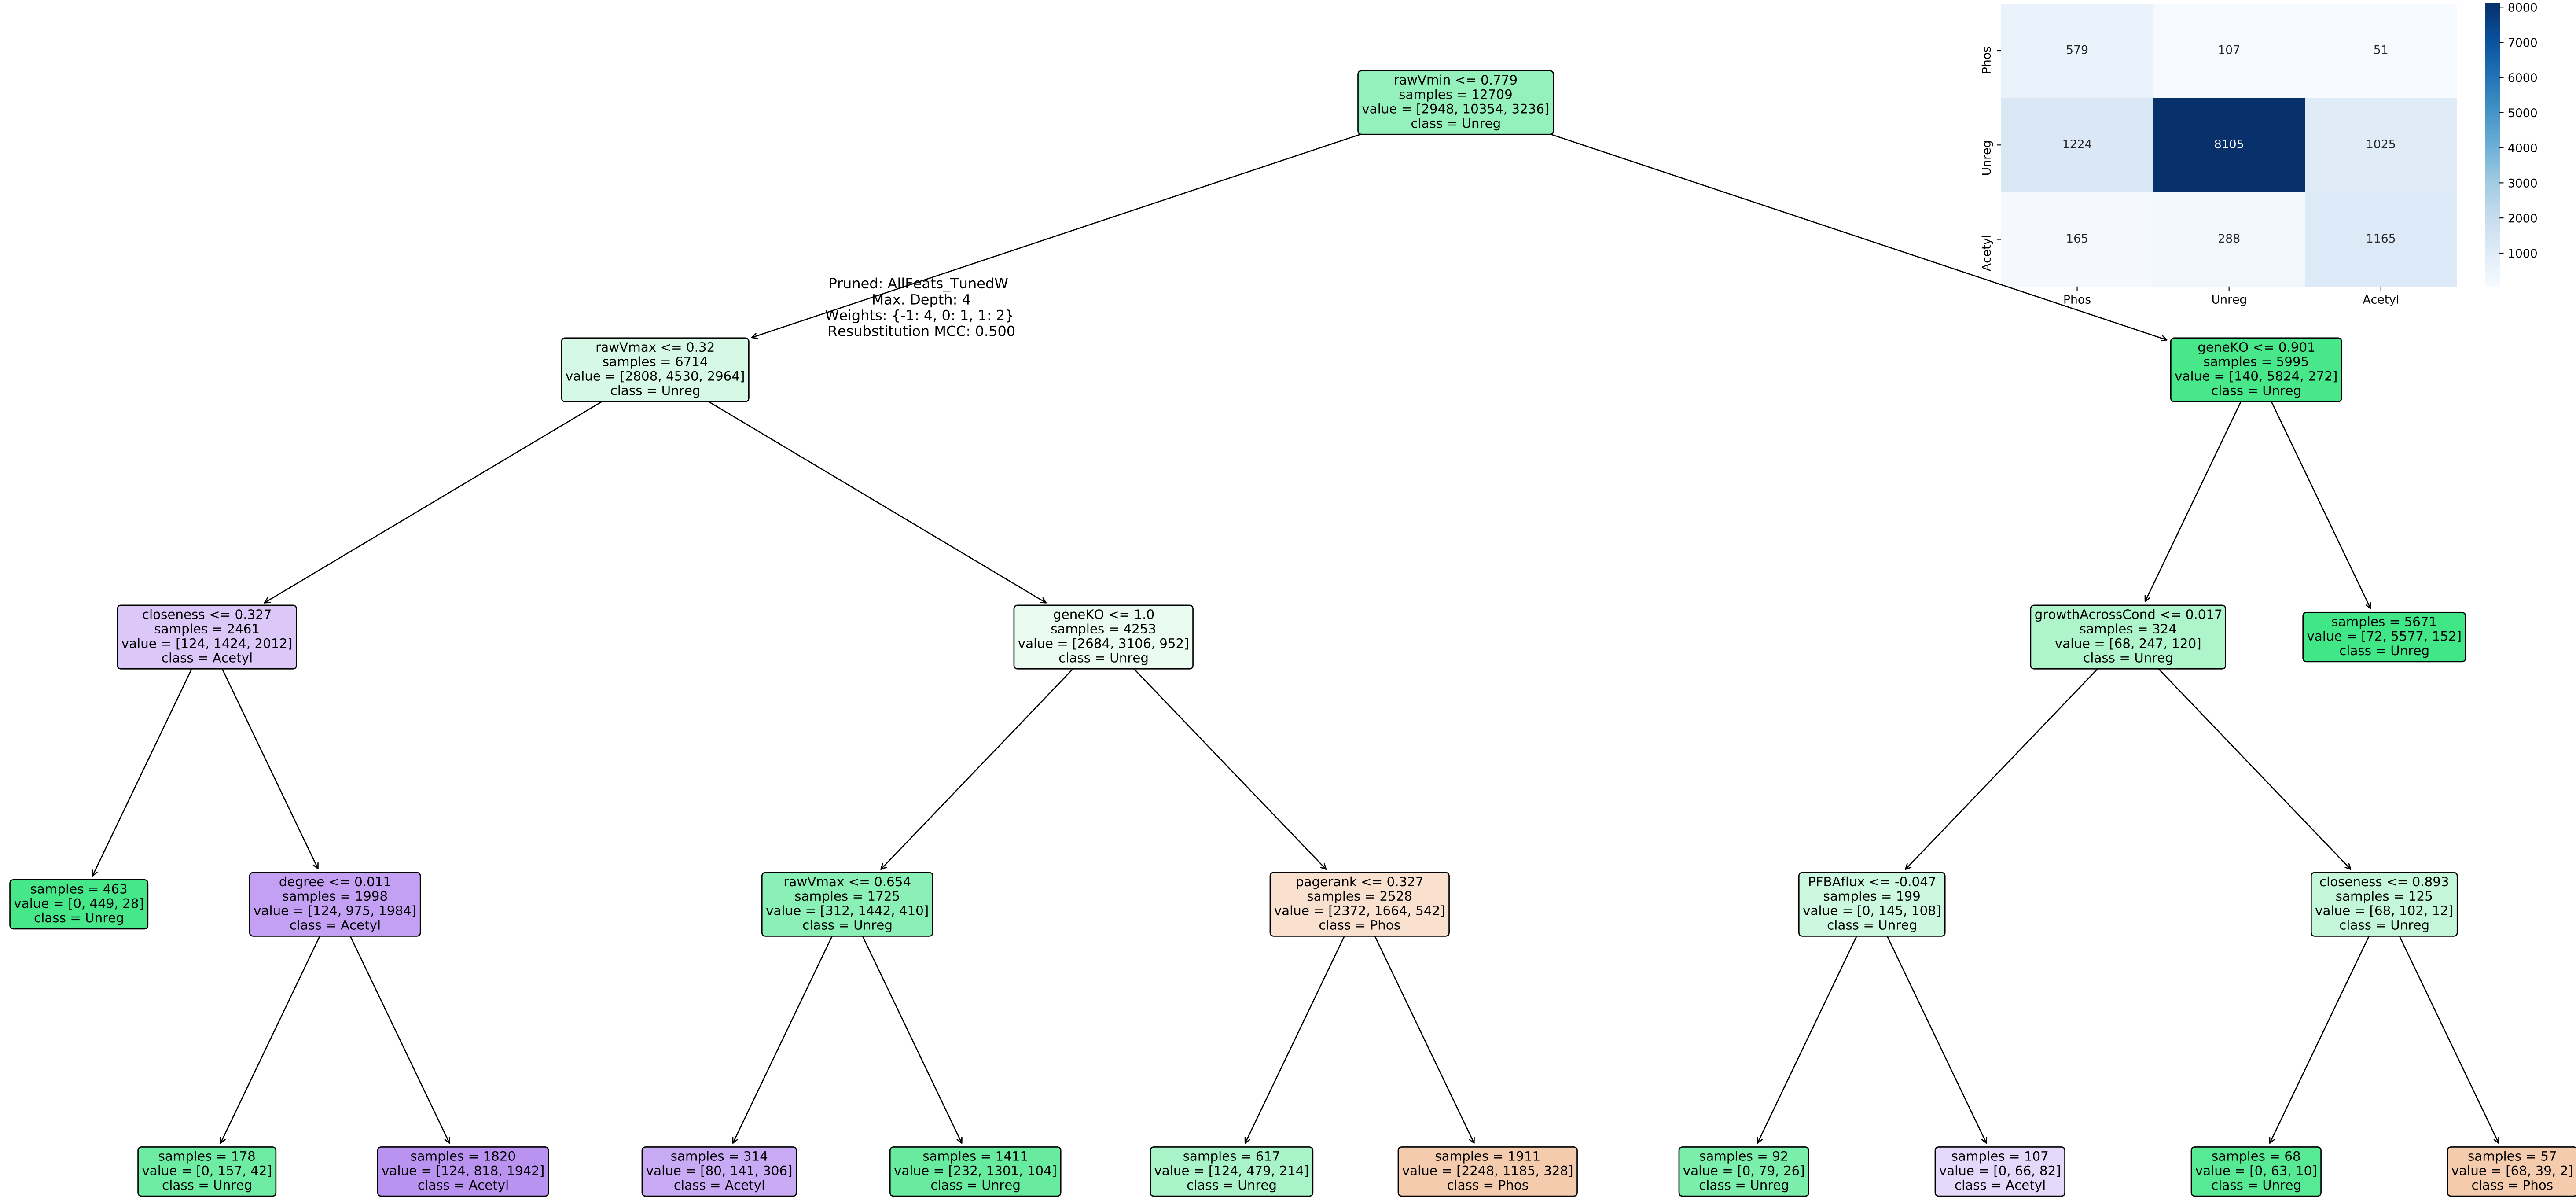 rawVmin <= 0.779
samples = 12709
value = [2948, 10354, 3236]
class = Unreg
8000
7000
6000
5000
4000
3000
2000
1000
Phos
579
107
51
Unreg
1224
8105
1025
Acetyl
165
288
1165
Phos
Unreg
Acetyl
Pruned: AllFeats_TunedW
Max. Depth: 4
Weights: {-1: 4, 0: 1, 1: 2}
Resubstitution MCC: 0.500
rawVmax <= 0.32
samples = 6714
value = [2808, 4530, 2964]
class = Unreg
geneKO <= 0.901
samples = 5995
value = [140, 5824, 272]
class = Unreg
closeness <= 0.327
samples = 2461
value = [124, 1424, 2012]
class = Acetyl
geneKO <= 1.0
samples = 4253
value = [2684, 3106, 952]
class = Unreg
growthAcrossCond <= 0.017
samples = 324
value = [68, 247, 120]
class = Unreg
samples = 5671
value = [72, 5577, 152]
class = Unreg
samples = 463
value = [0, 449, 28]
class = Unreg
degree <= 0.011
samples = 1998
value = [124, 975, 1984]
class = Acetyl
rawVmax <= 0.654
samples = 1725
value = [312, 1442, 410]
class = Unreg
pagerank <= 0.327
samples = 2528
value = [2372, 1664, 542]
class = Phos
PFBAflux <= -0.047
samples = 199
value = [0, 145, 108]
class = Unreg
closeness <= 0.893
samples = 125
value = [68, 102, 12]
class = Unreg
samples = 178
value = [0, 157, 42]
class = Unreg
samples = 1820
value = [124, 818, 1942]
class = Acetyl
samples = 314
value = [80, 141, 306]
class = Acetyl
samples = 1411
value = [232, 1301, 104]
class = Unreg
samples = 617
value = [124, 479, 214]
class = Unreg
samples = 1911
value = [2248, 1185, 328]
class = Phos
samples = 92
value = [0, 79, 26]
class = Unreg
samples = 107
value = [0, 66, 82]
class = Acetyl
samples = 68
value = [0, 63, 10]
class = Unreg
samples = 57
value = [68, 39, 2]
class = Phos